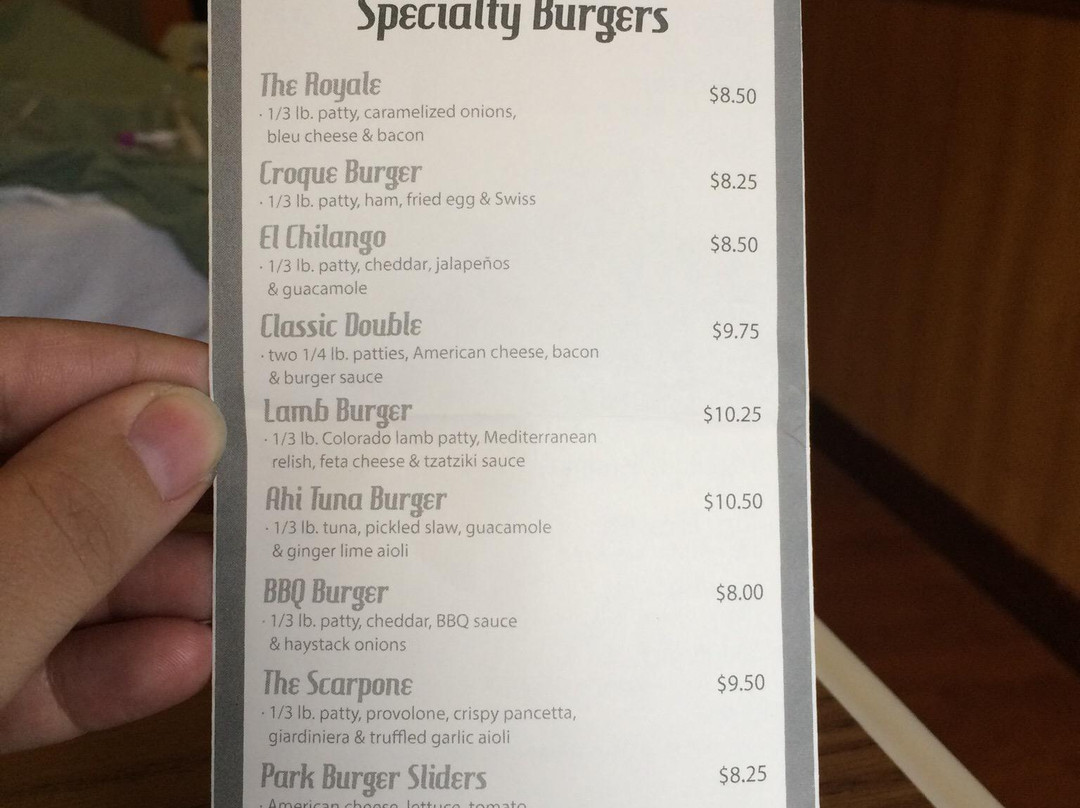 Specialty Burgers
The Royale $8.50
· 1/3 lb. patty, caramelized onions,
bleu cheese & bacon
Croque Burger $8.25
· 1/3 lb. patty, ham, fried egg & Swiss
El Chilango $8.50
· 1/3 lb. patty, cheddar, jalapeños
& guacamole
Classic Double $9.75
· two 1/4 lb. patties, American cheese, bacon
& burger sauce
Lamb Burger $10.25
· 1/3 lb. Colorado lamb patty, Mediterranean
relish, feta cheese & tzatziki sauce
Ahi Tuna Burger $10.50
· 1/3 lb. tuna, pickled slaw, guacamole
& ginger lime aioli
BBQ Burger $8.00
· 1/3 lb. patty, cheddar, BBQ sauce
& haystack onions
The Scarpone $9.50
· 1/3 lb. patty, provolone, crispy pancetta,
giardiniera & truffled garlic aioli
Park Burger Sliders $8.25
· American cheese, lettuce, tomato